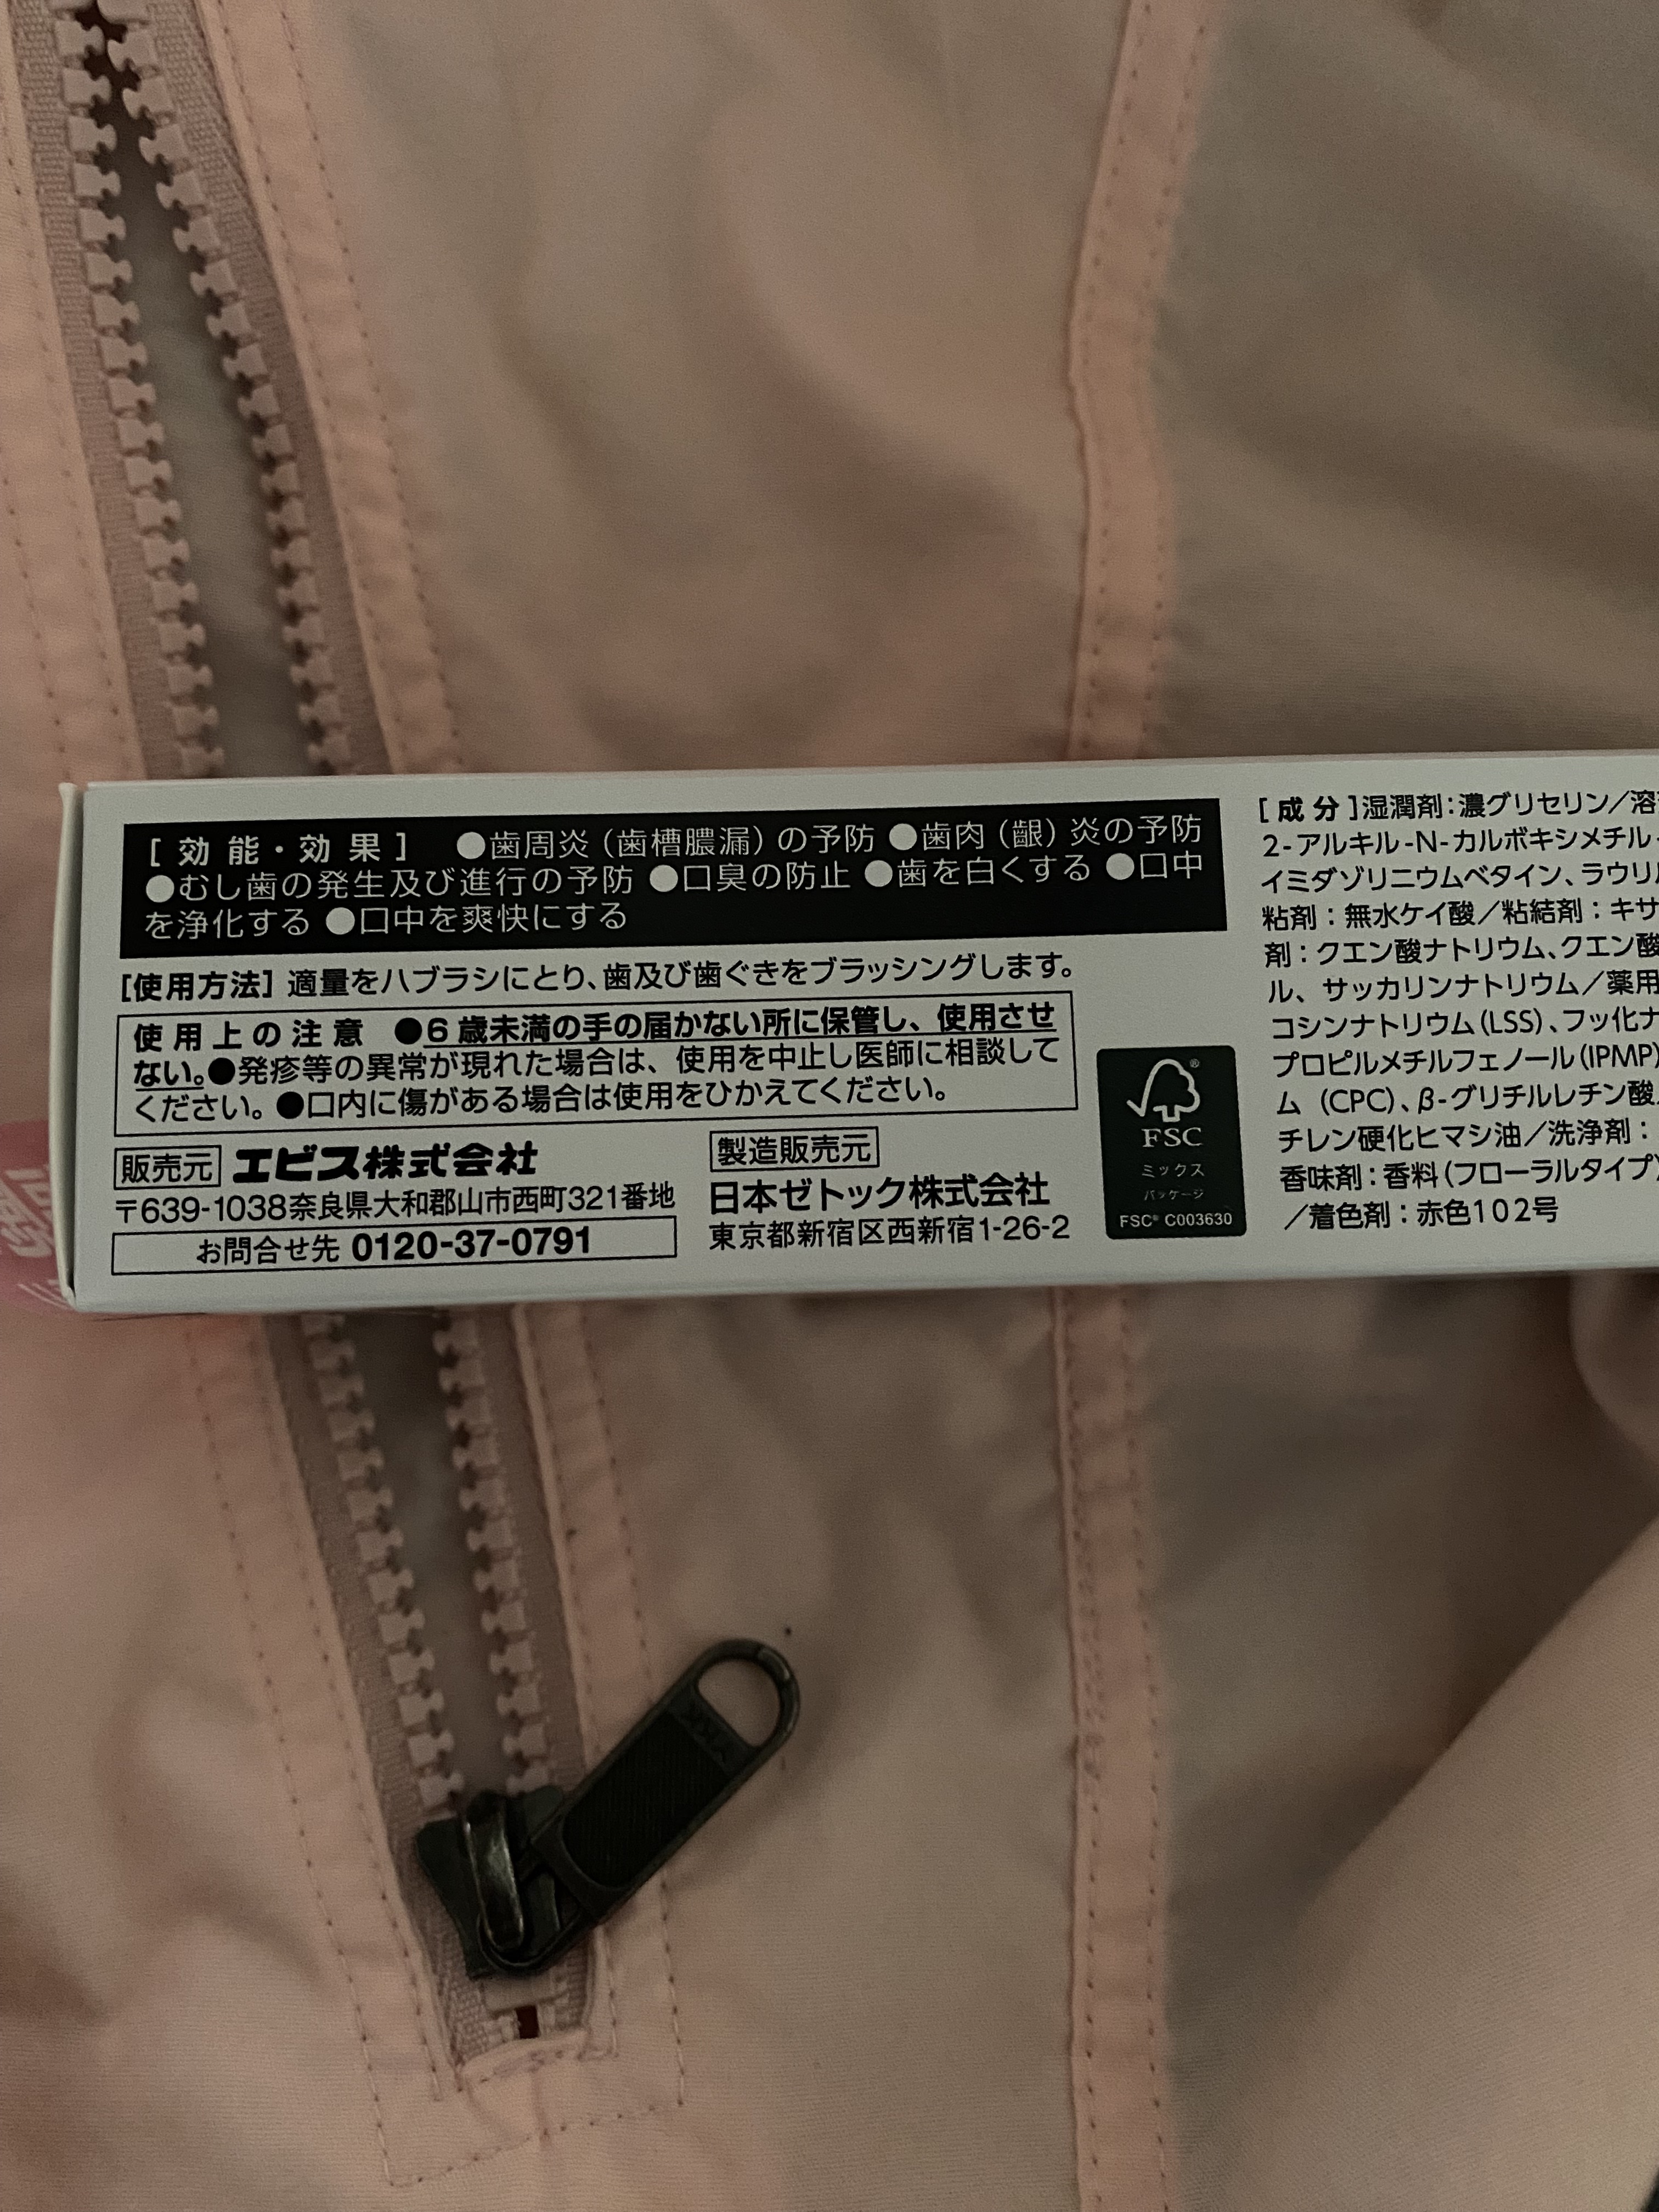 [効能・効果] ●歯周炎(歯槽膿漏)の予防 ●歯肉(齦)炎の予防
●むし歯の発生及び進行の予防 ●口臭の防止 ●歯を白くする ●口中
を浄化する ●口中を爽快にする
[使用方法] 適量をハブラシにとり、歯及び歯ぐきをブラッシングします。
使用上の注意 ●6歳未満の手の届かない所に保管し、使用させ
ない。●発疹等の異常が現れた場合は、使用を中止し医師に相談して
ください。●口内に傷がある場合は使用をひかえてください。
販売元 エビス株式会社
〒639-1038奈良県大和郡山市西町321番地
お問合せ先 0120-37-0791
製造販売元
日本ゼトック株式会社
東京都新宿区西新宿1-26-2
®
FSC
ミックス
パッケージ
FSC® C003630
[成分]湿潤剤:濃グリセリン/溶
2-アルキル-N-カルボキシメチル-
イミダゾリニウムベタイン、ラウリル
粘剤:無水ケイ酸/粘結剤:キサ
剤:クエン酸ナトリウム、クエン酸
ル、サッカリンナトリウム/薬用
コシンナトリウム(LSS)、フッ化ナ
プロピルメチルフェノール(IPMP)
ム(CPC)、β-グリチルレチン酸
チレン硬化ヒマシ油/洗浄剤:
香味剤:香料(フローラルタイプ)
/着色剤:赤色102号